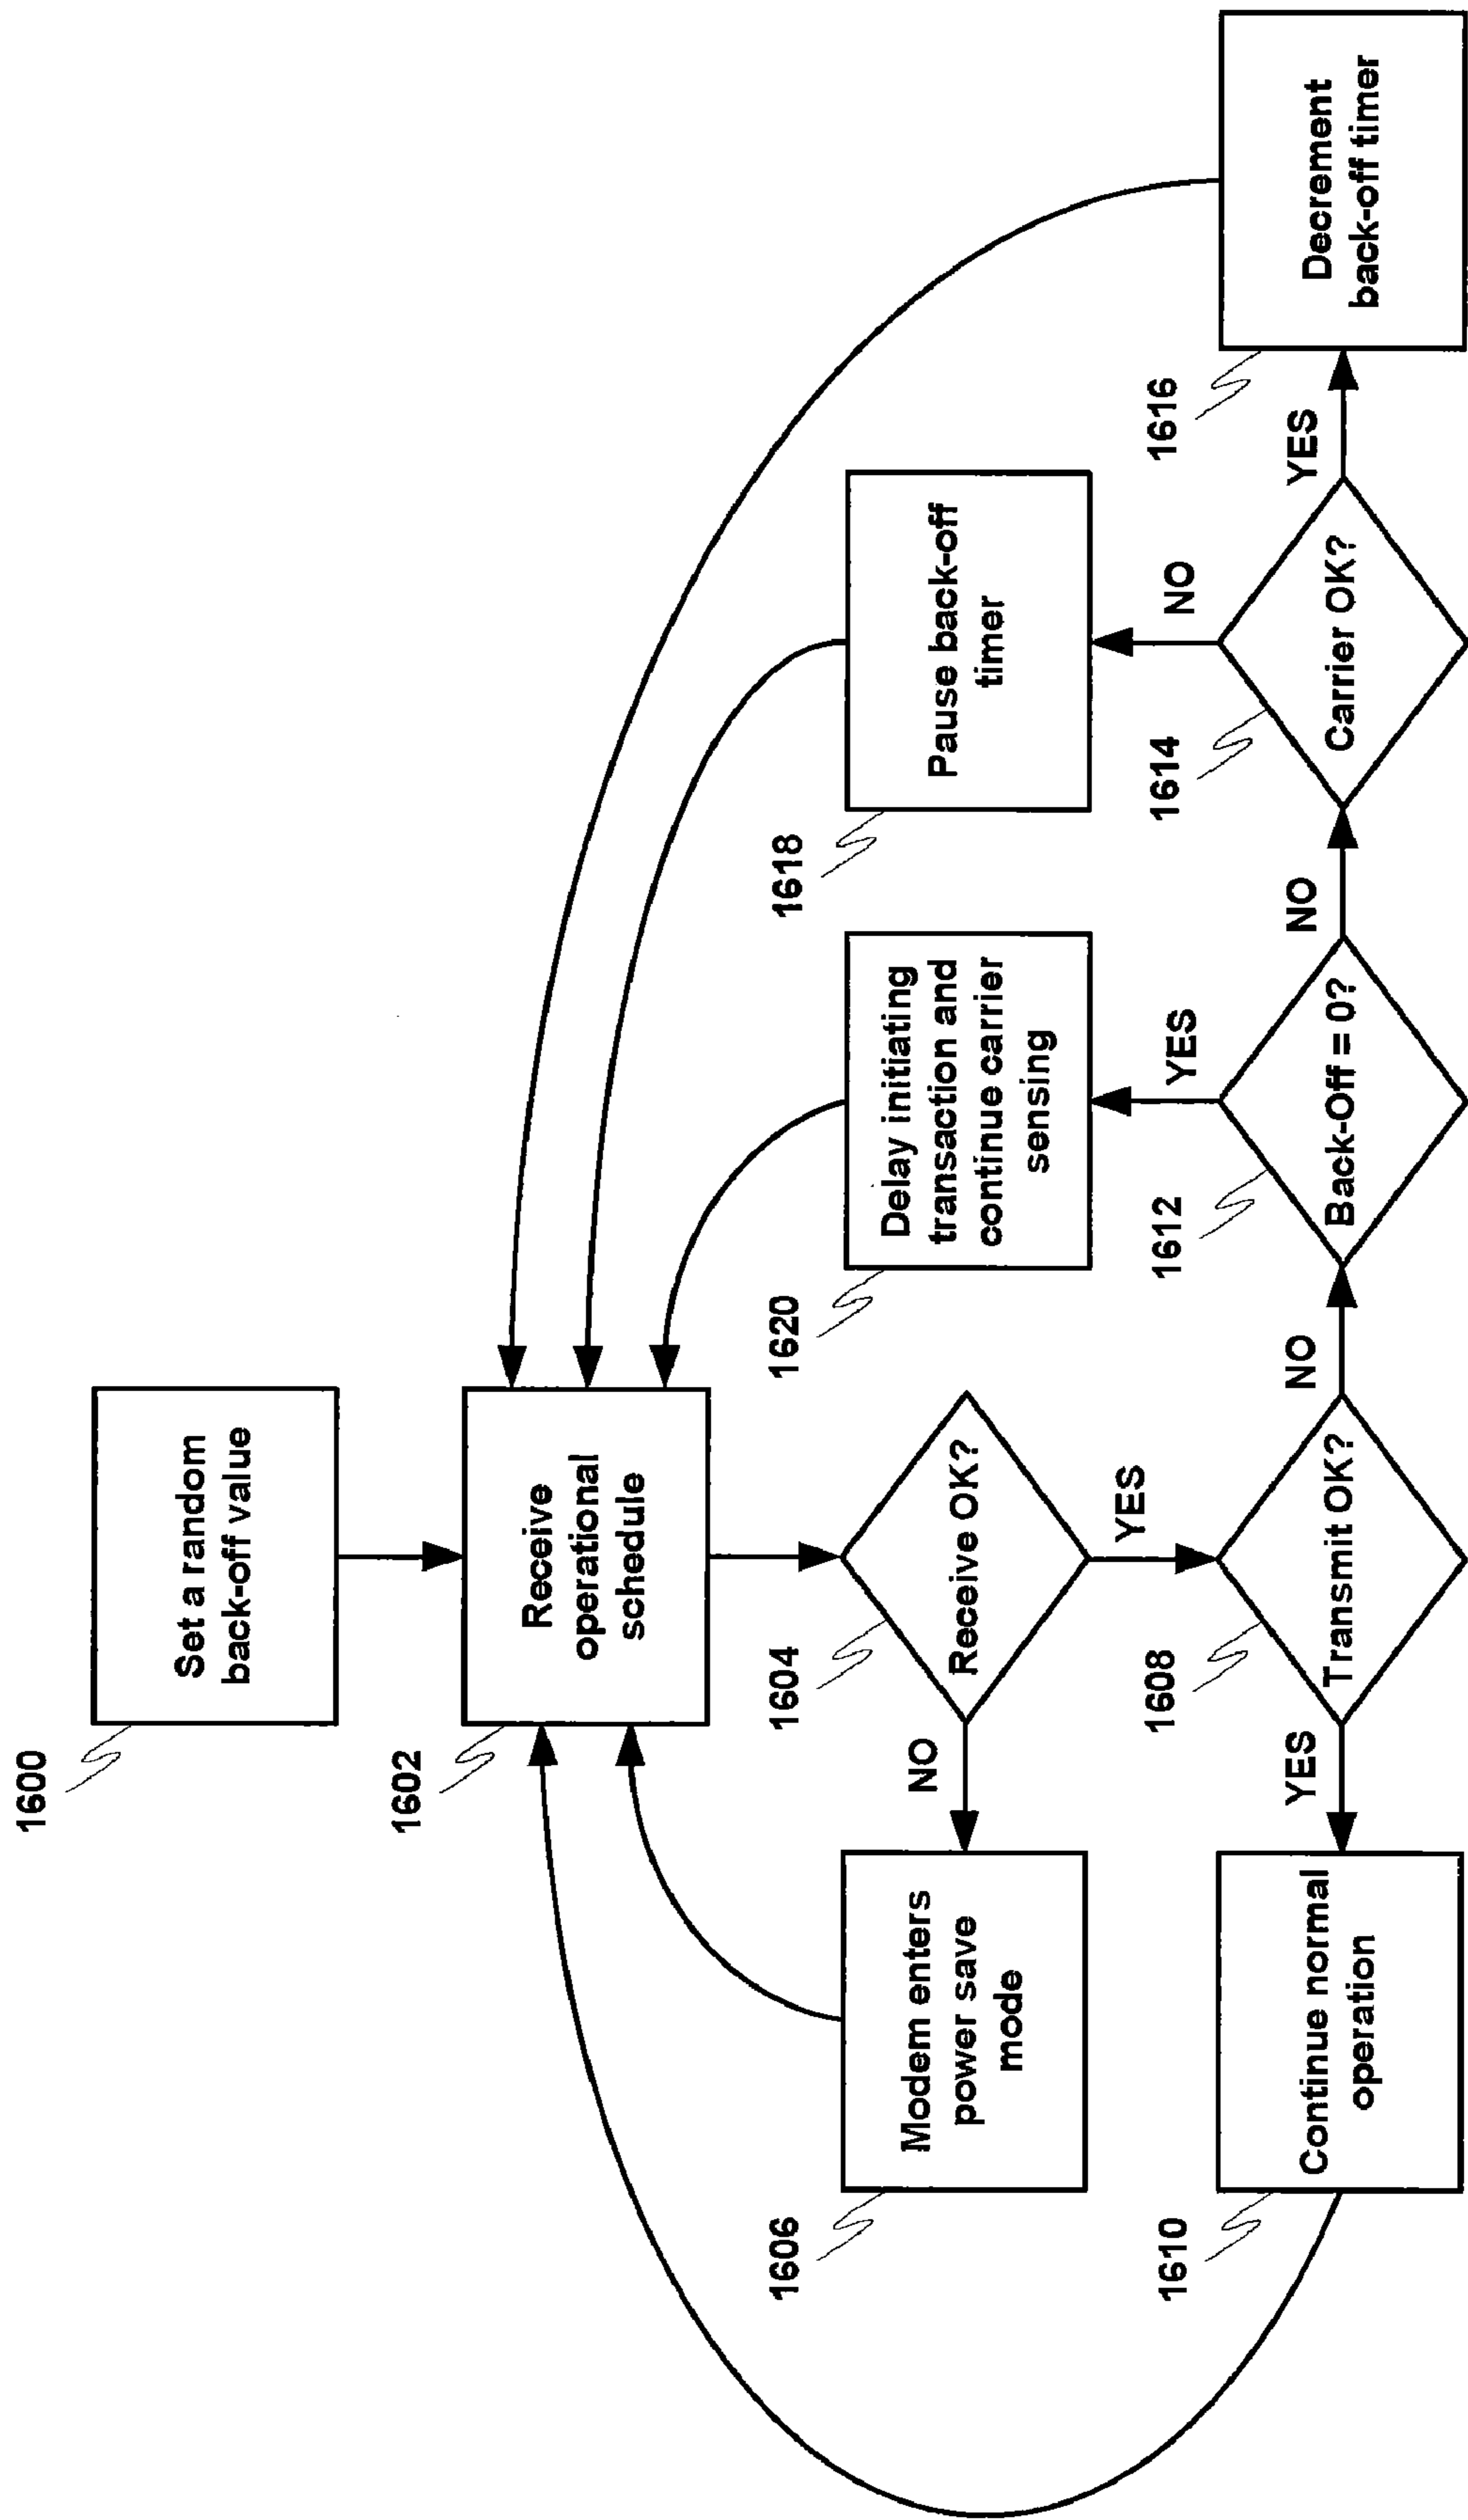 1600
Set a random
back-off value
1602
Receive
operational
schedule
1604
Receive OK?
NO
YES
1606
Modem enters
power save
mode
1608
Transmit OK?
YES
NO
1610
Continue normal
operation
1612
Back-Off = 0?
YES
NO
1620
Delay initiating
transaction and
continue carrier
sensing
1614
Carrier OK?
NO
YES
1618
Pause back-off
timer
1616
Decrement
back-off timer